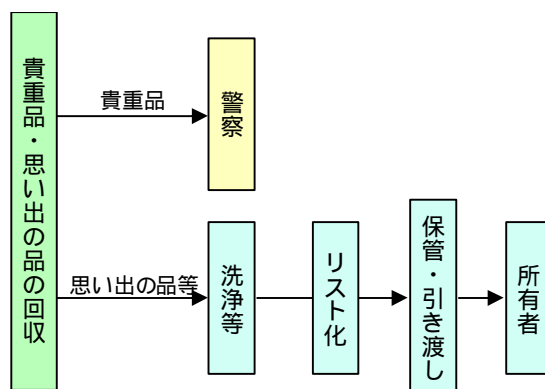 貴重品・思い出の品の回収
貴重品
警察
思い出の品等
洗浄等
リスト化
保管・引き渡し
所有者